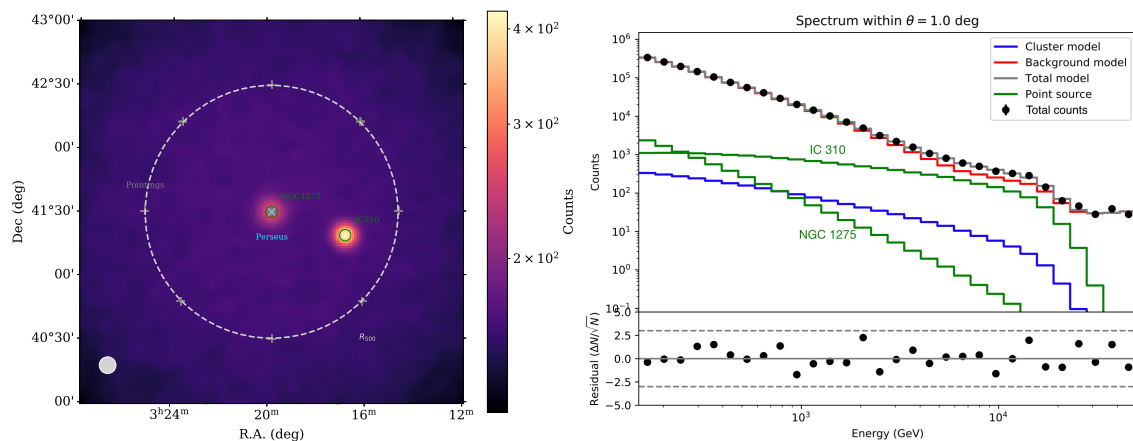 43°00'
42°30'
00'
41°30'
00'
40°30'
00'
Dec (deg)
3ʰ24ᵐ
20ᵐ
16ᵐ
12ᵐ
R.A. (deg)
Pointings
NGC1275
IC310
Perseus
R₅₀₀
4 × 10²
3 × 10²
2 × 10²
Counts
Spectrum within θ = 1.0 deg
10⁶
10⁵
10⁴
10³
10²
10¹
10⁰
10⁻¹
Counts
Cluster model
Background model
Total model
Point source
Total counts
IC 310
NGC 1275
5.0
2.5
0.0
−2.5
−5.0
Residual (ΔN/√N)
10³
10⁴
Energy (GeV)